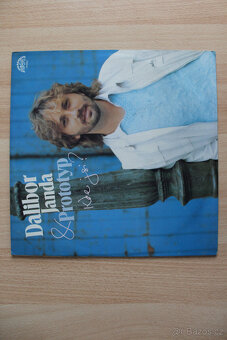 Dalibor
Janda
& prototyp
Kde jsi?
Bazos.cz